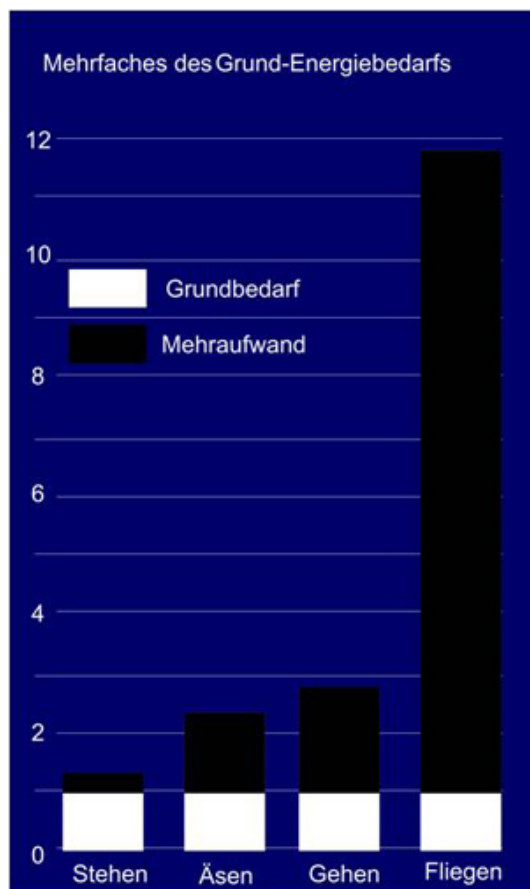 Mehrfaches des Grund-Energiebedarfs
12
10
Grundbedarf
Mehraufwand
8
6
4
2
0
Stehen Äsen Gehen Fliegen